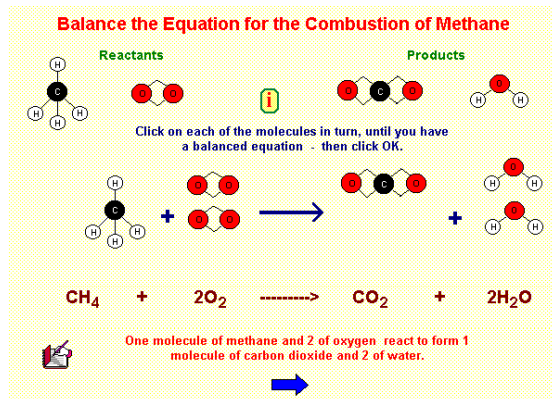 Balance the Equation for the Combustion of Methane
Reactants Products
H
H C H H O O i O C O O H H
Click on each of the molecules in turn, until you have
a balanced equation - then click OK.
H C H H H + O O O O O C O + O H H O H H
CH4 + 2O2 ---------> CO2 + 2H2O
One molecule of methane and 2 of oxygen react to form 1
molecule of carbon dioxide and 2 of water.